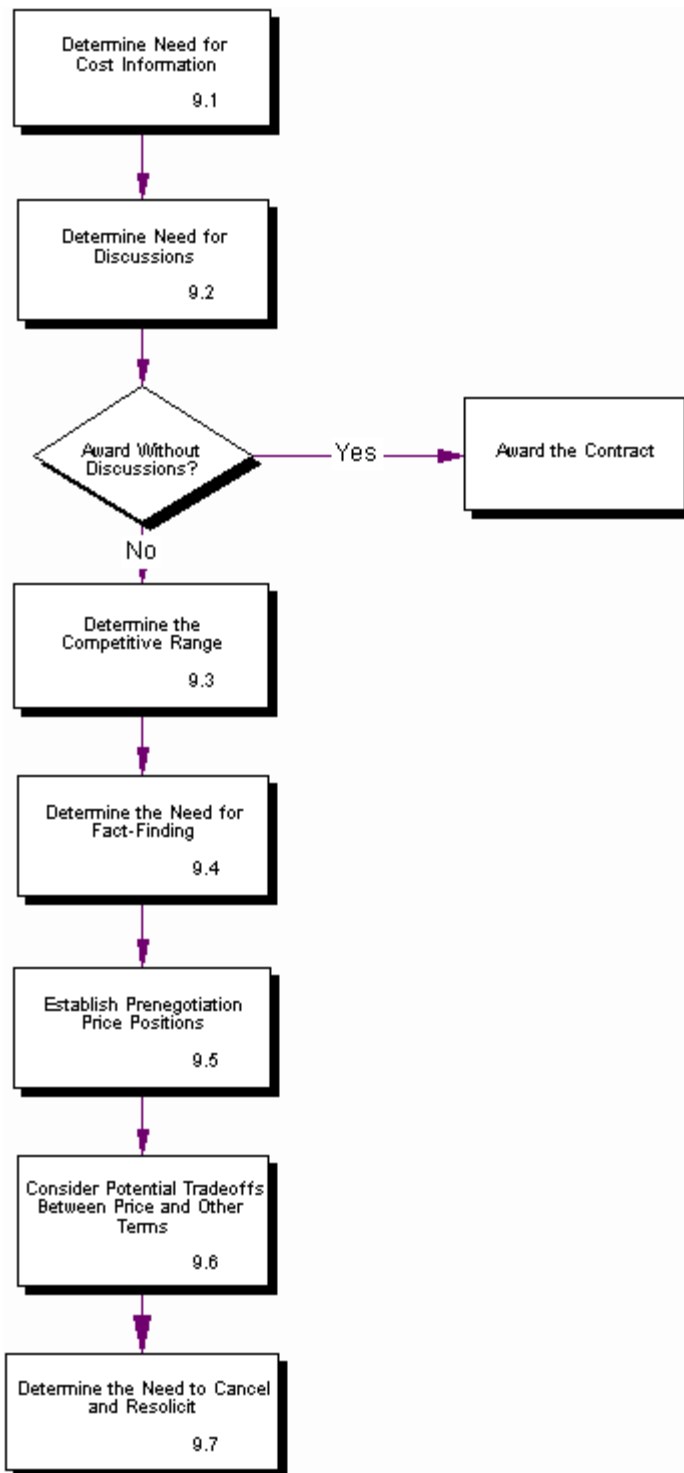 Determine Need for
Cost Information
9.1
Determine Need for
Discussions
9.2
Award Without
Discussions?
Yes
Award the Contract
No
Determine the
Competitive Range
9.3
Determine the Need for
Fact-Finding
9.4
Establish Prenegotiation
Price Positions
9.5
Consider Potential Tradeoffs
Between Price and Other
Terms
9.6
Determine the Need to Cancel
and Resolicit
9.7